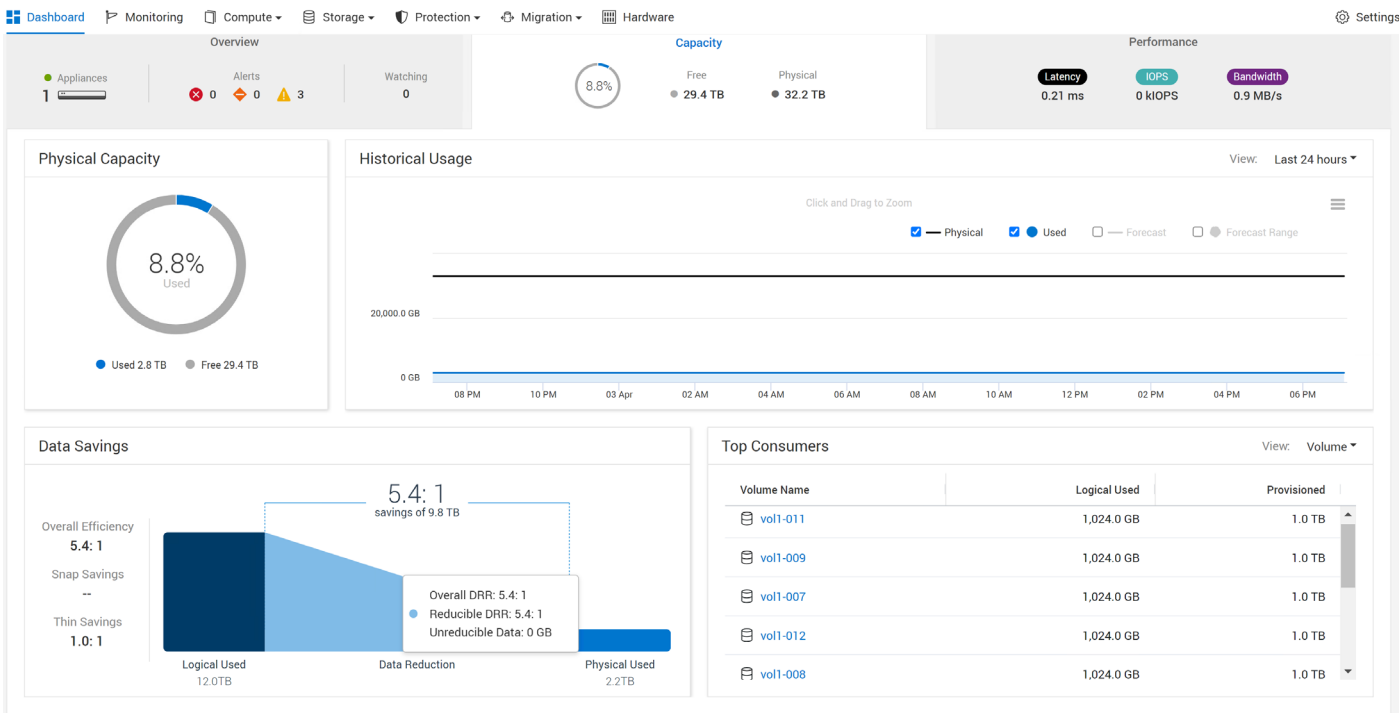 Dashboard Monitoring Compute Storage Protection Migration Hardware Settings
Overview
Appliances
1
Alerts
0 0 3
Watching
0
Capacity
8.8%
Free
29.4 TB
Physical
32.2 TB
Performance
Latency
0.21 ms
IOPS
0 kIOPS
Bandwidth
0.9 MB/s
Physical Capacity
8.8%
Used
Used 2.8 TB Free 29.4 TB
Historical Usage
View: Last 24 hours
Click and Drag to Zoom
Physical Used Forecast Forecast Range
20,000.0 GB
0 GB
08 PM 10 PM 03 Apr 02 AM 04 AM 06 AM 08 AM 10 AM 12 PM 02 PM 04 PM 06 PM
Data Savings
Overall Efficiency
5.4: 1
Snap Savings
--
Thin Savings
1.0: 1
5.4: 1
savings of 9.8 TB
Overall DRR: 5.4: 1
Reducible DRR: 5.4: 1
Unreducible Data: 0 GB
Logical Used
12.0TB
Data Reduction
Physical Used
2.2TB
Top Consumers
View: Volume
Volume Name Logical Used Provisioned
vol1-011 1,024.0 GB 1.0 TB
vol1-009 1,024.0 GB 1.0 TB
vol1-007 1,024.0 GB 1.0 TB
vol1-012 1,024.0 GB 1.0 TB
vol1-008 1,024.0 GB 1.0 TB